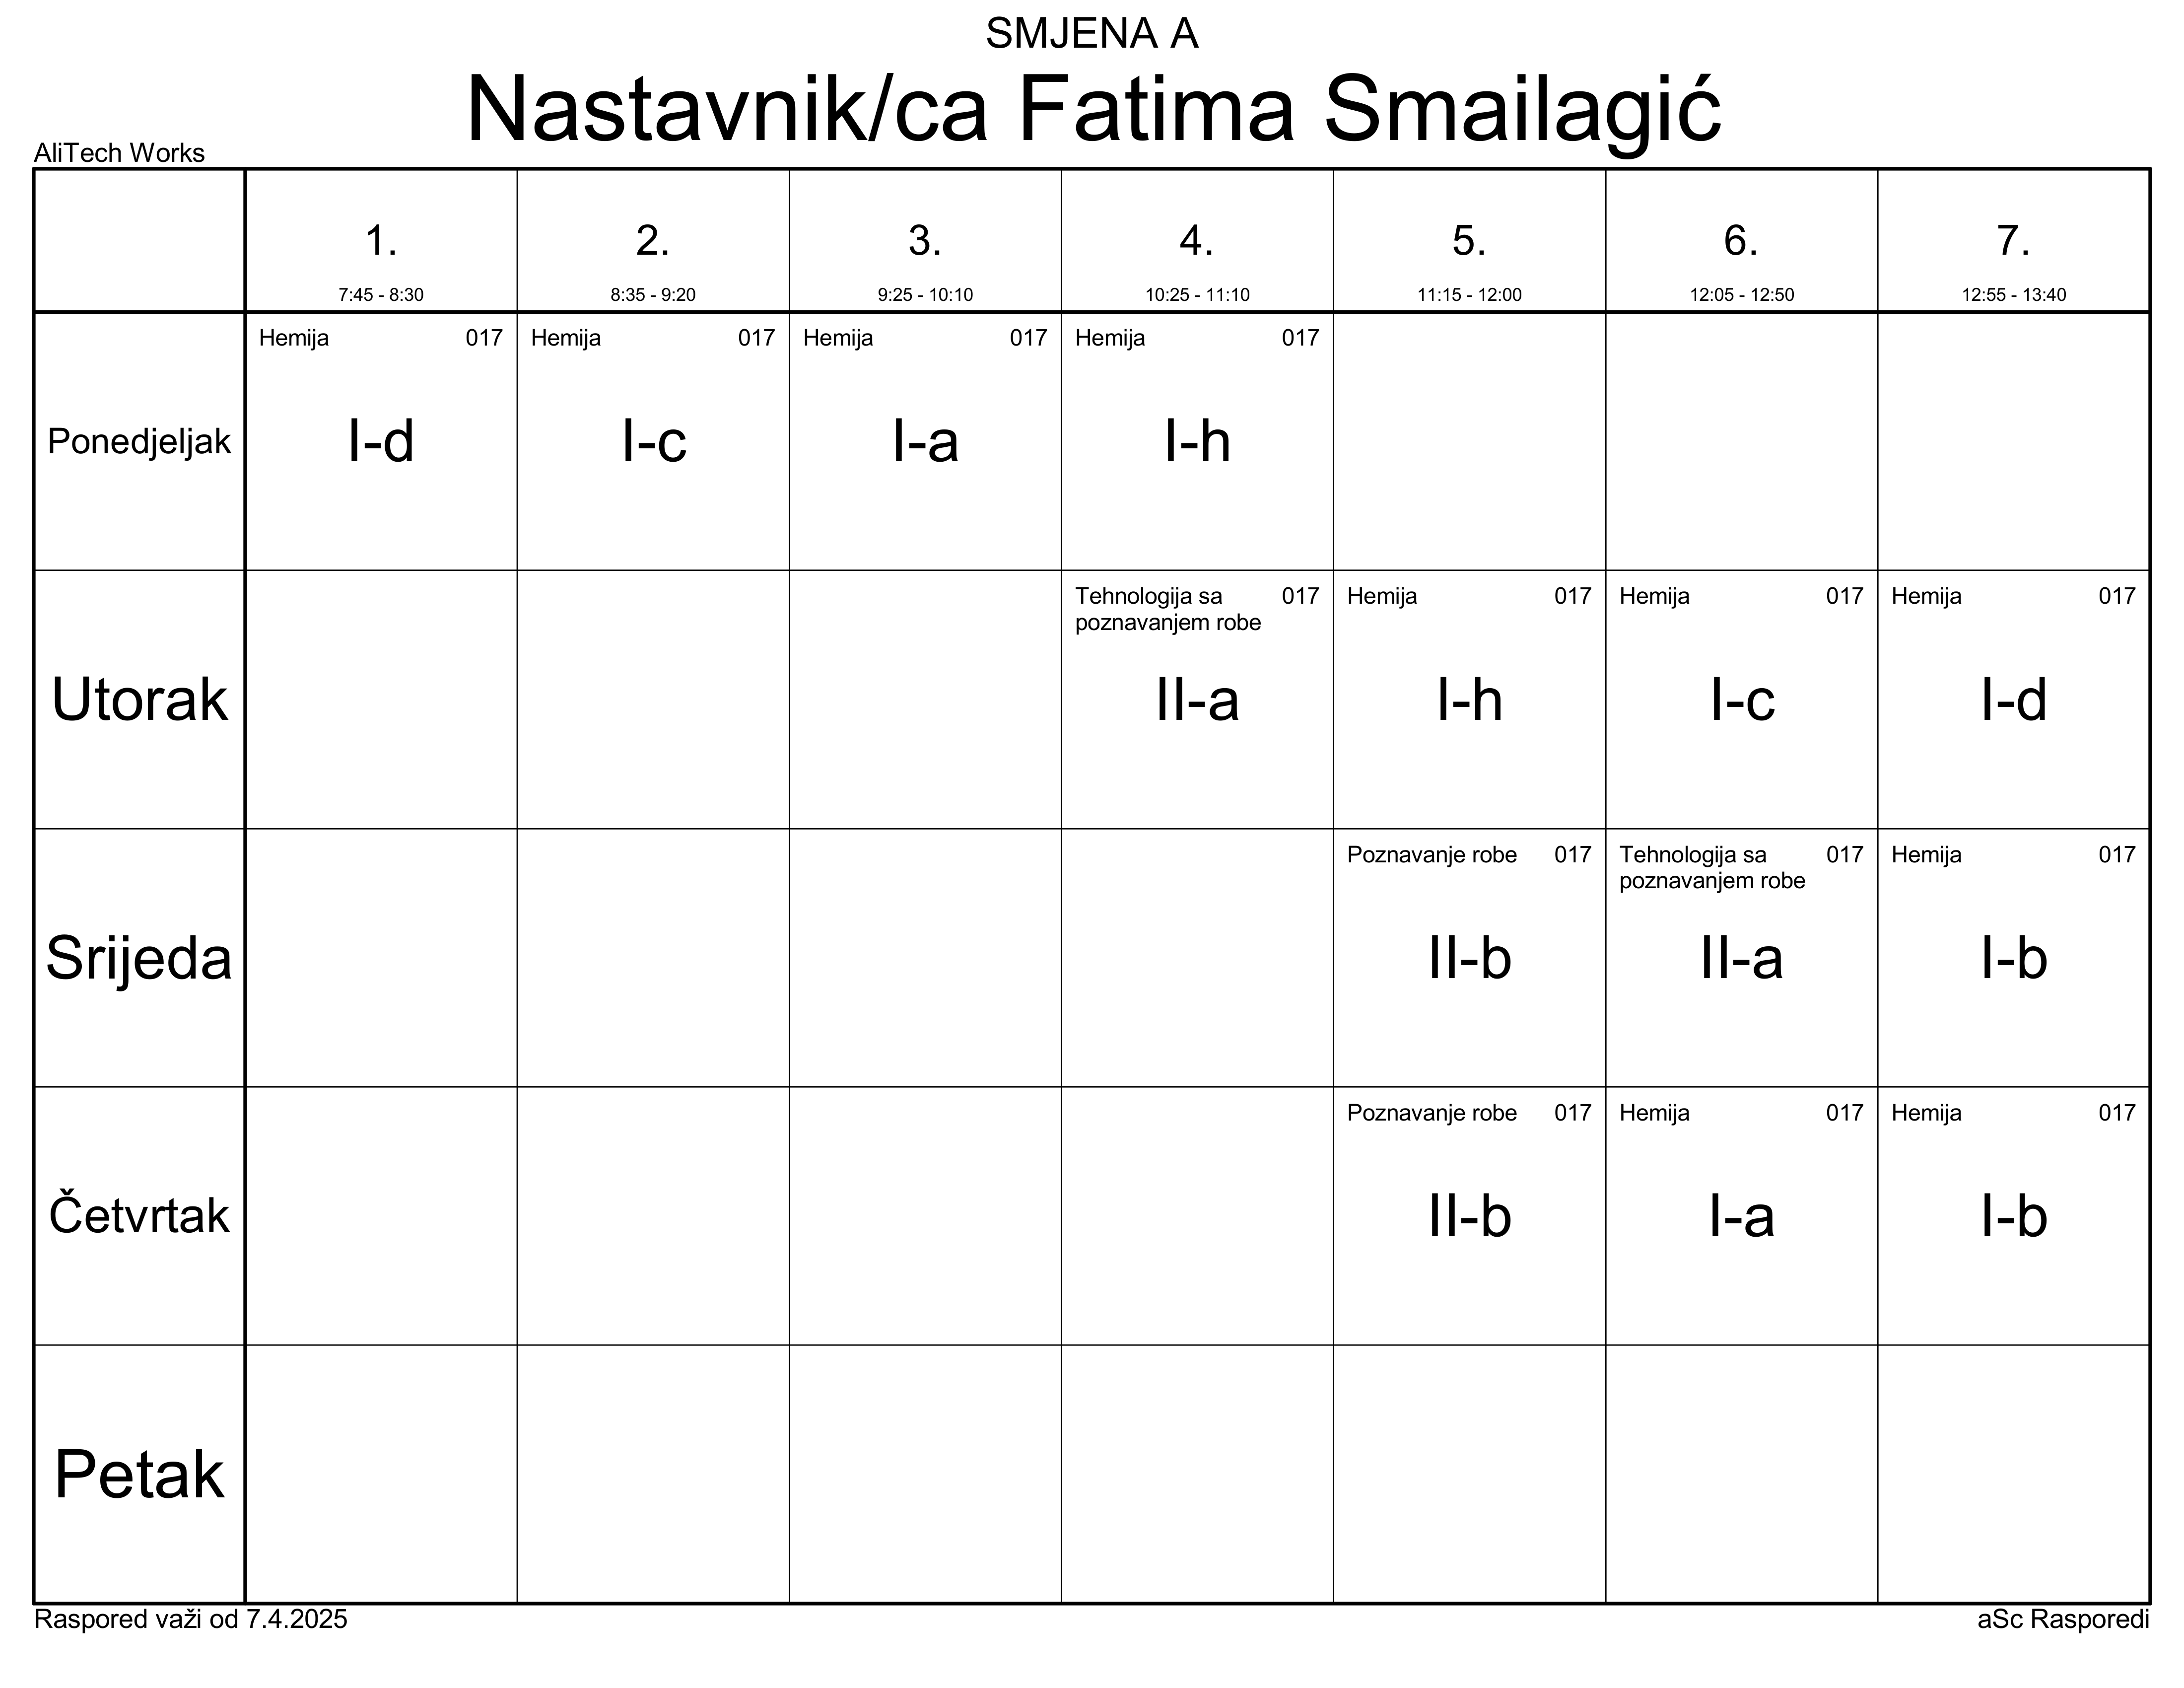 SMJENA A
Nastavnik/ca Fatima Smailagić
AliTech Works
1. 2. 3. 4. 5. 6. 7.
7:45 - 8:30 8:35 - 9:20 9:25 - 10:10 10:25 - 11:10 11:15 - 12:00 12:05 - 12:50 12:55 - 13:40
Hemija 017 Hemija 017 Hemija 017 Hemija 017
Ponedjeljak I-d I-c I-a I-h
Tehnologija sa 017 Hemija 017 Hemija 017 Hemija 017
poznavanjem robe
Utorak II-a I-h I-c I-d
Poznavanje robe 017 Tehnologija sa 017 Hemija 017
poznavanjem robe
Srijeda II-b II-a I-b
Poznavanje robe 017 Hemija 017 Hemija 017
Četvrtak II-b I-a I-b
Petak
Raspored važi od 7.4.2025 aSc Rasporedi